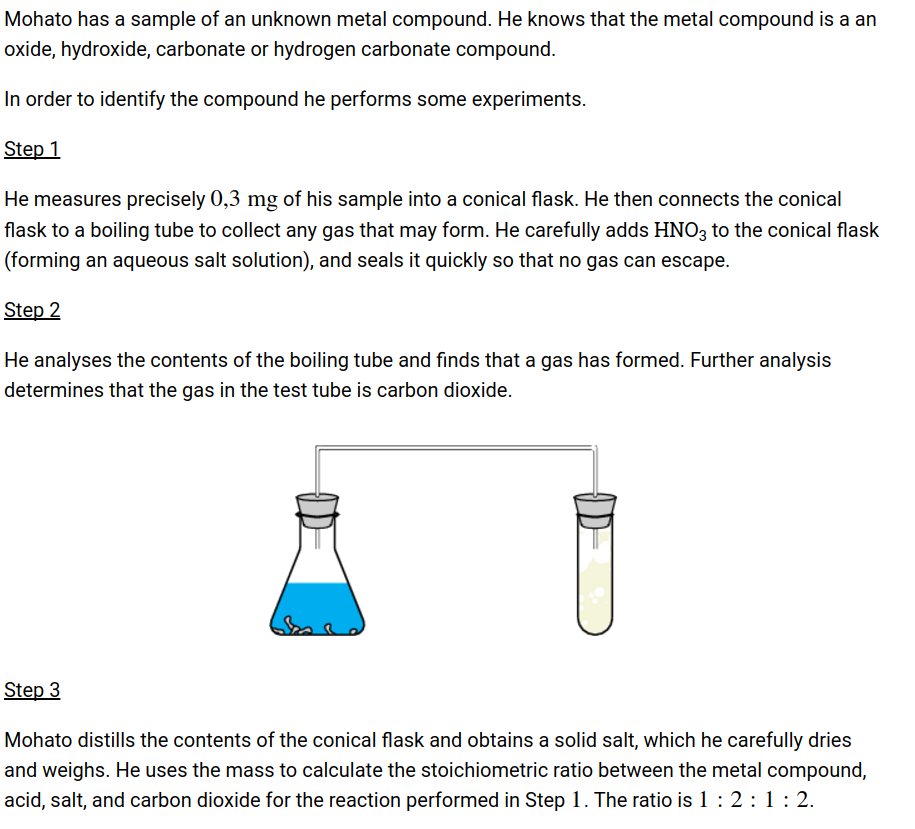 Mohato has a sample of an unknown metal compound. He knows that the metal compound is a an
oxide, hydroxide, carbonate or hydrogen carbonate compound.
In order to identify the compound he performs some experiments.
Step 1
He measures precisely 0,3 mg of his sample into a conical flask. He then connects the conical
flask to a boiling tube to collect any gas that may form. He carefully adds HNO₃ to the conical flask
(forming an aqueous salt solution), and seals it quickly so that no gas can escape.
Step 2
He analyses the contents of the boiling tube and finds that a gas has formed. Further analysis
determines that the gas in the test tube is carbon dioxide.
Step 3
Mohato distills the contents of the conical flask and obtains a solid salt, which he carefully dries
and weighs. He uses the mass to calculate the stoichiometric ratio between the metal compound,
acid, salt, and carbon dioxide for the reaction performed in Step 1. The ratio is 1 : 2 : 1 : 2.